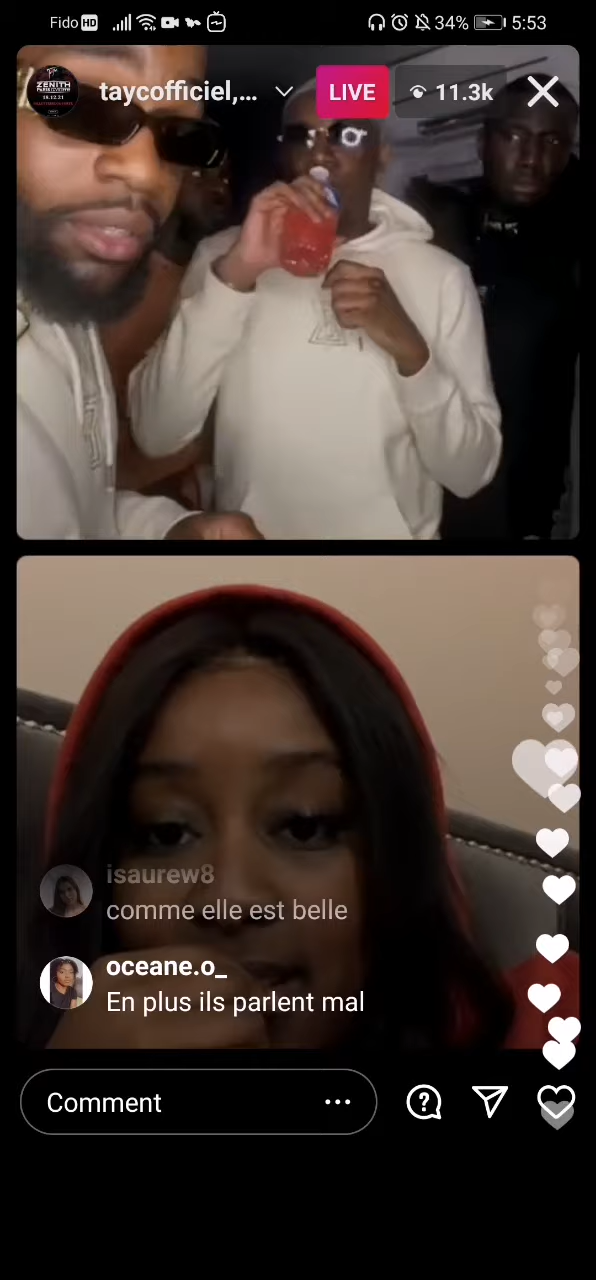 Fido HD 34% 5:53
ZENITH
taycofficiel,... LIVE 11.3k
isaurew8
comme elle est belle
oceane.o_
En plus ils parlent mal
Comment